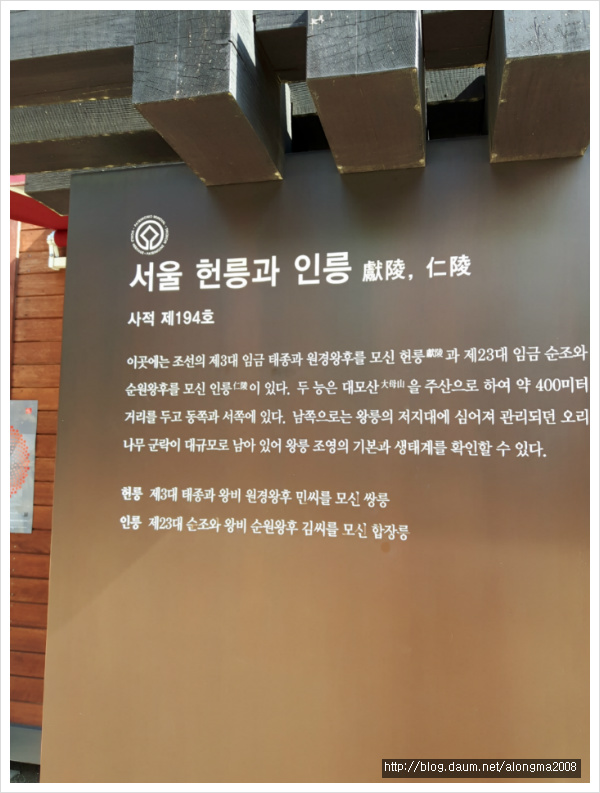 서울 헌릉과 인릉 獻陵, 仁陵
사적 제194호
이곳에는 조선의 제3대 임금 태종과 원경왕후를 모신 헌릉獻陵과 제23대 임금 순조와
순원왕후를 모신 인릉仁陵이 있다. 두 능은 대모산大母山을 주산으로 하여 약 400미터
거리를 두고 동쪽과 서쪽에 있다. 남쪽으로는 왕릉의 저지대에 심어져 관리되던 오리
나무 군락이 대규모로 남아 있어 왕릉 조영의 기본과 생태계를 확인할 수 있다.
헌릉 제3대 태종과 왕비 원경왕후 민씨를 모신 쌍릉
인릉 제23대 순조와 왕비 순원왕후 김씨를 모신 합장릉
http://blog.daum.net/alongma2008